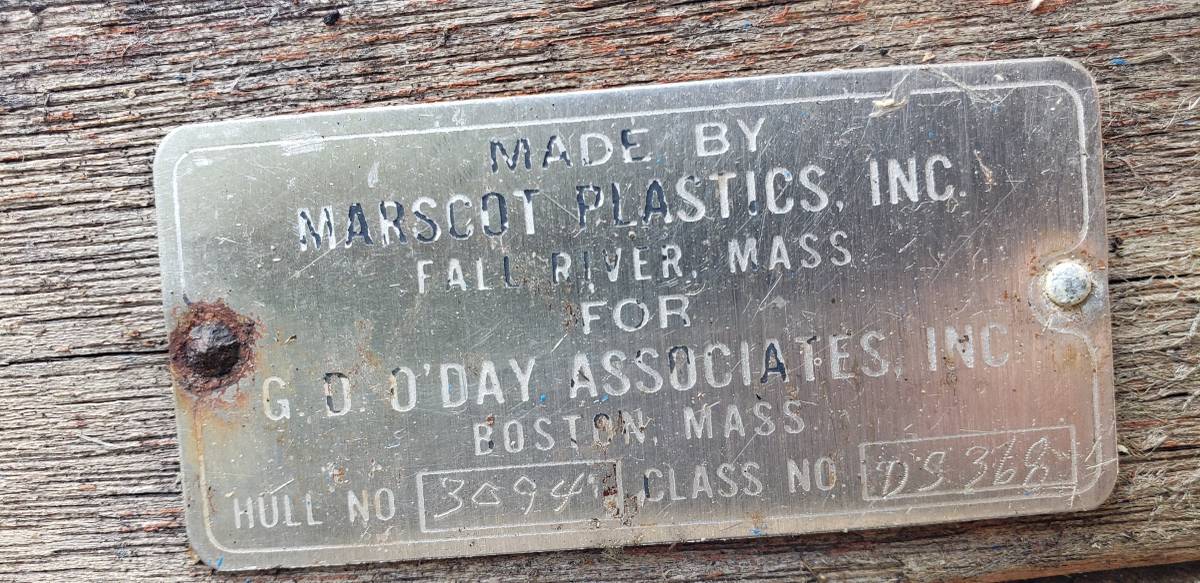 MADE BY
MARSCOT PLASTICS, INC.
FALL RIVER, MASS.
FOR
G. D. O'DAY ASSOCIATES, INC.
BOSTON, MASS.
HULL NO 3094 CLASS NO DS 368